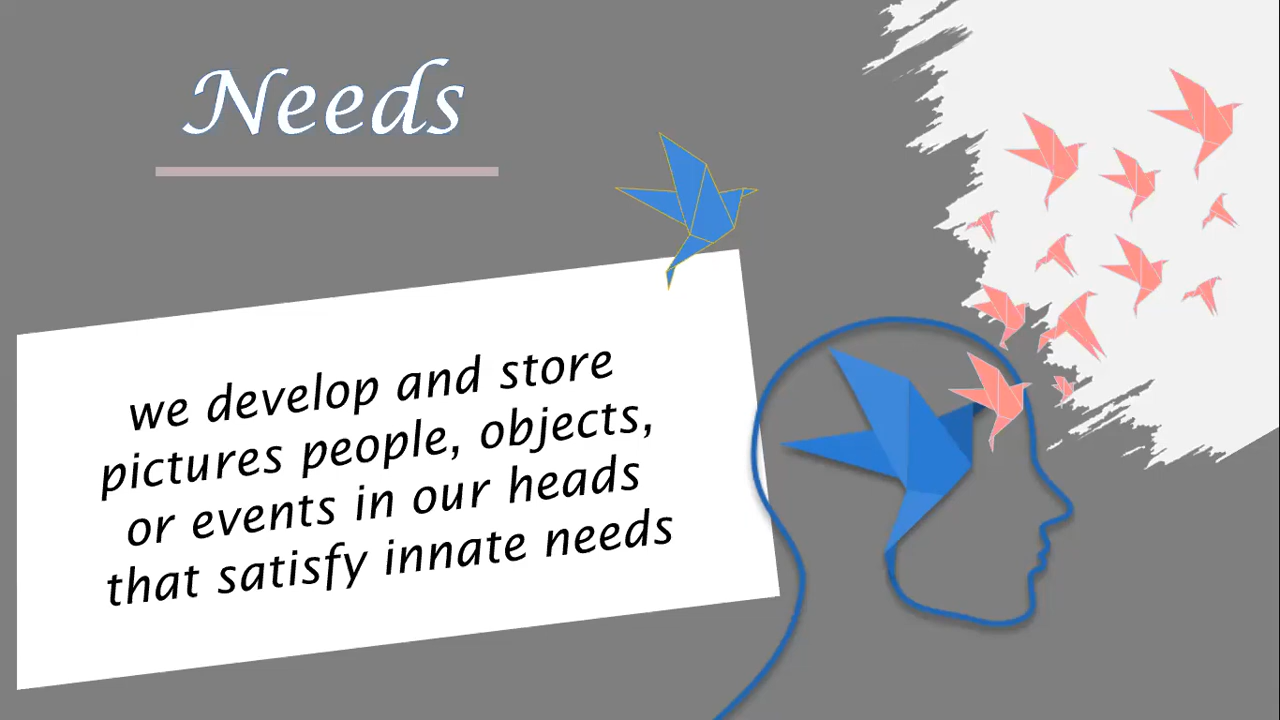 Needs
we develop and store
pictures people, objects,
or events in our heads
that satisfy innate needs